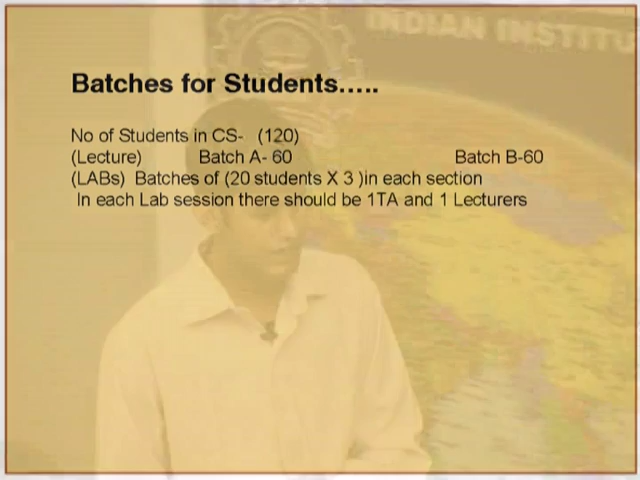 INDIAN INSTITU
Batches for Students.....
No of Students in CS- (120)
(Lecture) Batch A- 60 Batch B-60
(LABs) Batches of (20 students X 3 )in each section
In each Lab session there should be 1TA and 1 Lecturers